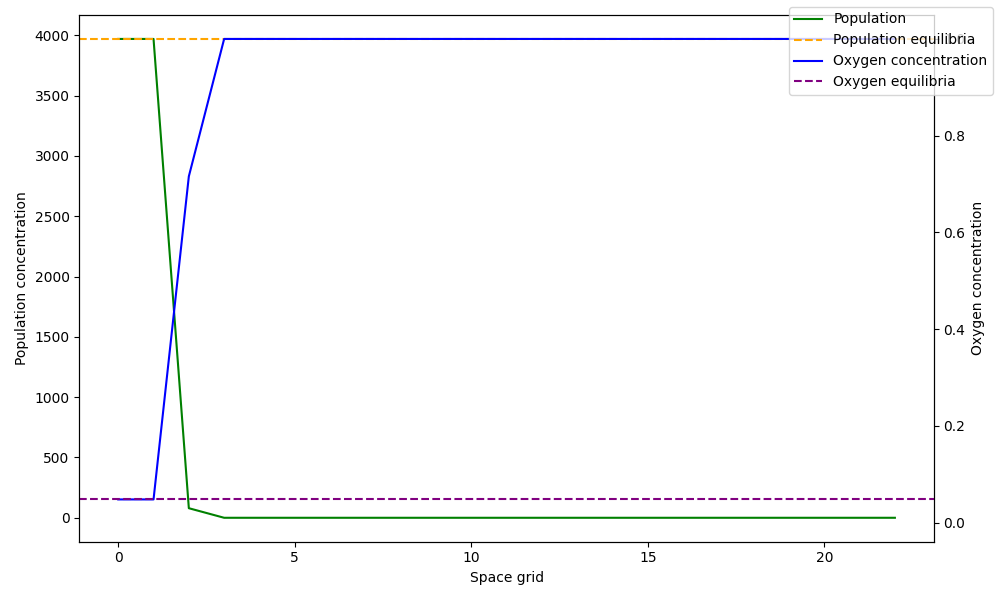 Population
Population equilibria
Oxygen concentration
Oxygen equilibria
4000
3500
3000
2500
2000
1500
1000
500
0
Population concentration
0.8
0.6
0.4
0.2
0.0
Oxygen concentration
0
5
10
15
20
Space grid